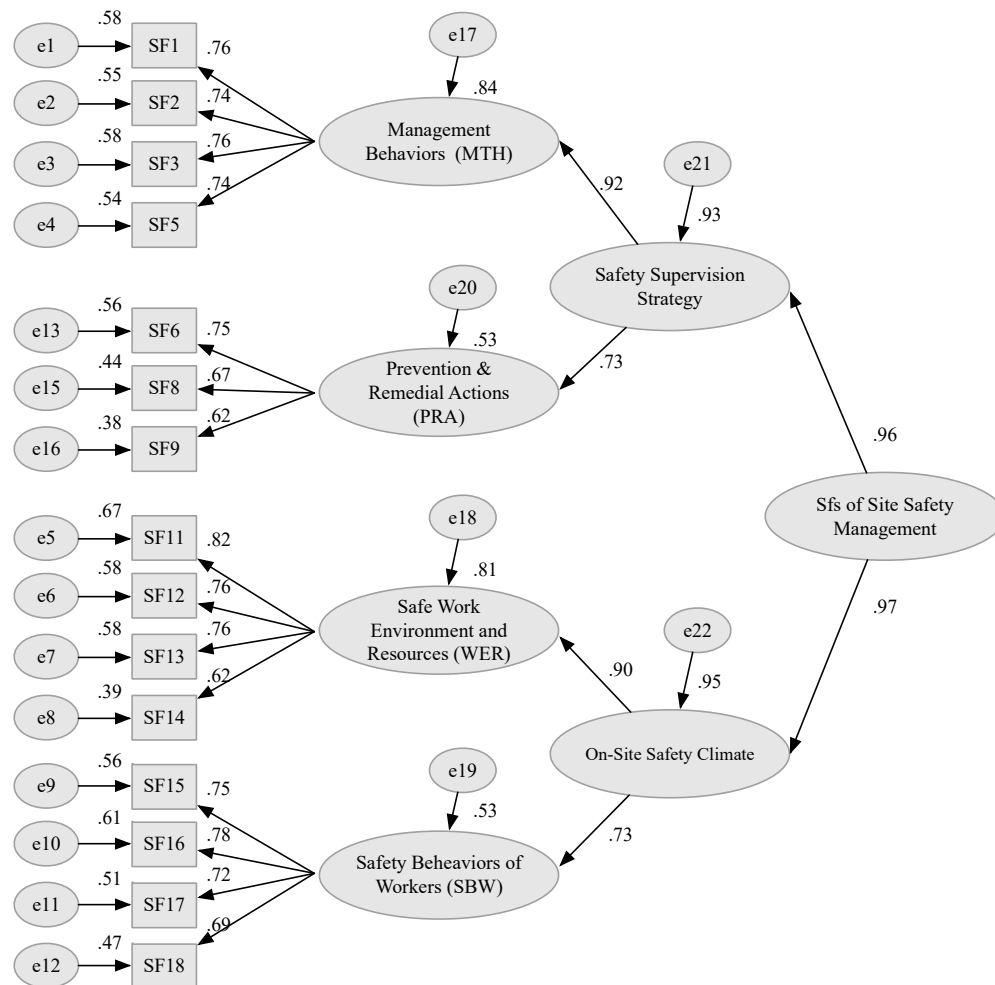 .58
e1
SF1
.76
.55
e2
SF2
.74
.58
e3
SF3
.76
.54
e4
SF5
.74
e17
.84
Management
Behaviors (MTH)
.92
e21
.93
Safety Supervision
Strategy
.56
e13
SF6
.75
.44
e15
SF8
.67
.38
e16
SF9
.62
e20
.53
Prevention &
Remedial Actions
(PRA)
.73
.96
Sfs of Site Safety
Management
.97
.67
e5
SF11
.82
.58
e6
SF12
.76
.58
e7
SF13
.76
.39
e8
SF14
.62
e18
.81
Safe Work
Environment and
Resources (WER)
.90
e22
.95
On-Site Safety Climate
.56
e9
SF15
.75
.61
e10
SF16
.78
.51
e11
SF17
.72
.47
e12
SF18
.69
e19
.53
Safety Beheaviors of
Workers (SBW)
.73